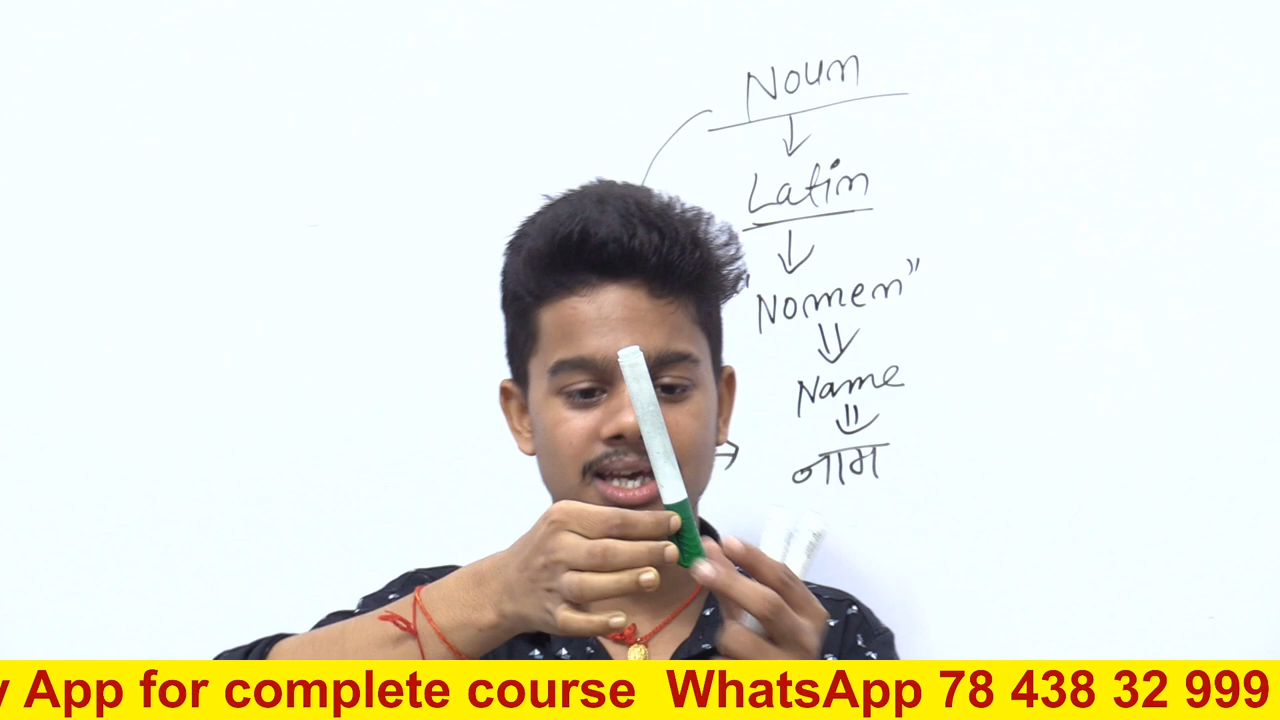 Noun
Latin
"Nomen"
Name
नाम
y App for complete course WhatsApp 78 438 32 999